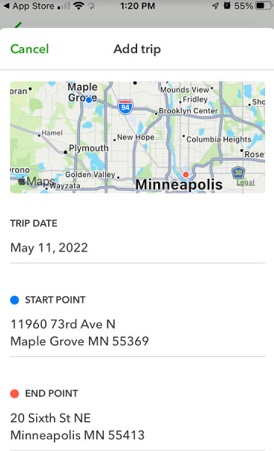 App Store
1:20 PM
55%
Cancel
Add trip
oran
Maple
Grove
Mounds View
Fridley
94
Brooklyn Center
Sho
Hamel
New Hope
Columbia Heights
Plymouth
Rose
Golden Valley
rono
Maps
Wayzata
Minneapolis
Legal
TRIP DATE
May 11, 2022
START POINT
11960 73rd Ave N
Maple Grove MN 55369
END POINT
20 Sixth St NE
Minneapolis MN 55413